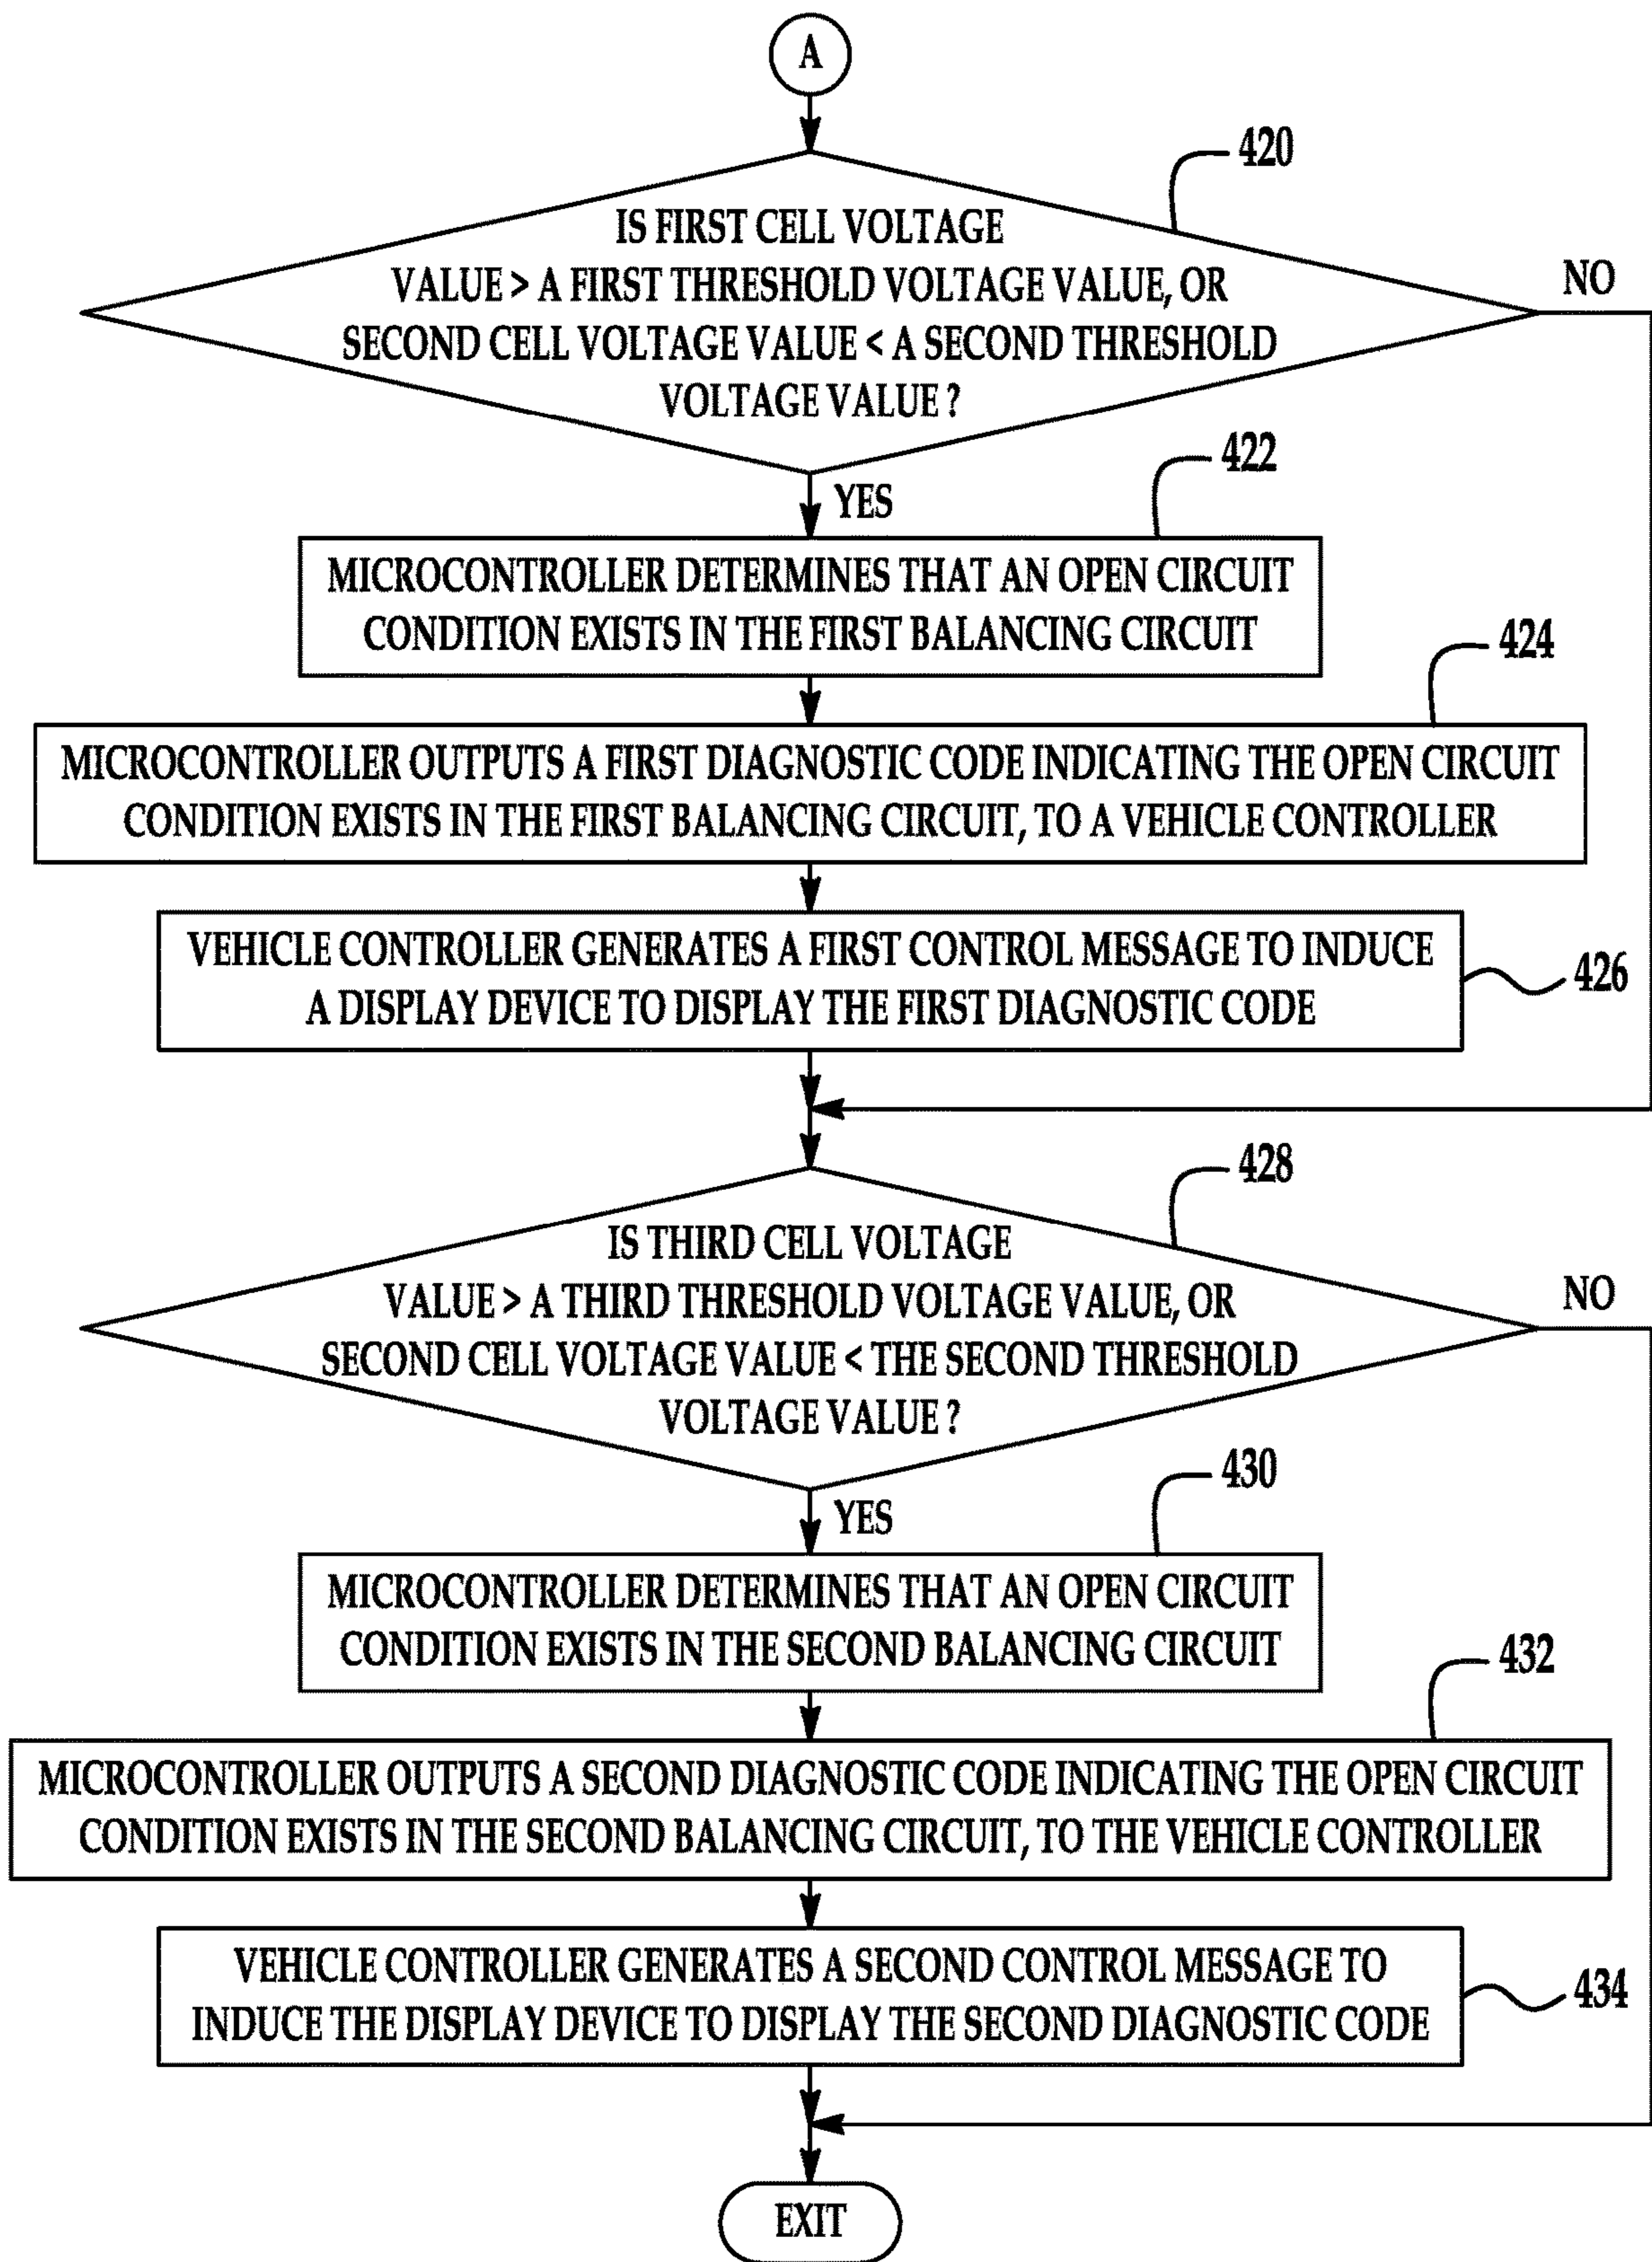 A
420
IS FIRST CELL VOLTAGE
VALUE > A FIRST THRESHOLD VOLTAGE VALUE, OR
SECOND CELL VOLTAGE VALUE < A SECOND THRESHOLD
VOLTAGE VALUE ?
NO
YES
422
MICROCONTROLLER DETERMINES THAT AN OPEN CIRCUIT
CONDITION EXISTS IN THE FIRST BALANCING CIRCUIT
424
MICROCONTROLLER OUTPUTS A FIRST DIAGNOSTIC CODE INDICATING THE OPEN CIRCUIT
CONDITION EXISTS IN THE FIRST BALANCING CIRCUIT, TO A VEHICLE CONTROLLER
VEHICLE CONTROLLER GENERATES A FIRST CONTROL MESSAGE TO INDUCE
A DISPLAY DEVICE TO DISPLAY THE FIRST DIAGNOSTIC CODE
426
428
IS THIRD CELL VOLTAGE
VALUE > A THIRD THRESHOLD VOLTAGE VALUE, OR
SECOND CELL VOLTAGE VALUE < THE SECOND THRESHOLD
VOLTAGE VALUE ?
NO
YES
430
MICROCONTROLLER DETERMINES THAT AN OPEN CIRCUIT
CONDITION EXISTS IN THE SECOND BALANCING CIRCUIT
432
MICROCONTROLLER OUTPUTS A SECOND DIAGNOSTIC CODE INDICATING THE OPEN CIRCUIT
CONDITION EXISTS IN THE SECOND BALANCING CIRCUIT, TO THE VEHICLE CONTROLLER
VEHICLE CONTROLLER GENERATES A SECOND CONTROL MESSAGE TO
INDUCE THE DISPLAY DEVICE TO DISPLAY THE SECOND DIAGNOSTIC CODE
434
EXIT